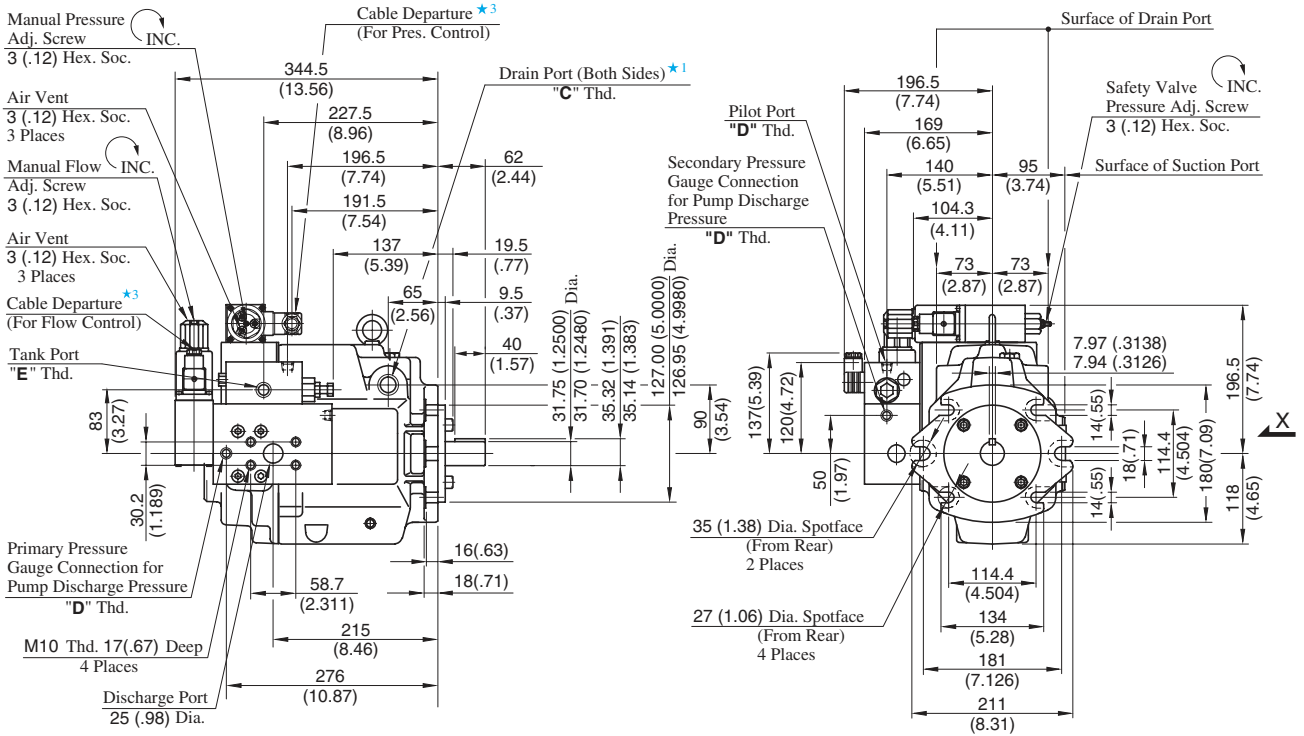 Manual Pressure
Adj. Screw
INC.
3 (.12) Hex. Soc.
Air Vent
3 (.12) Hex. Soc.
3 Places
Manual Flow
INC.
Adj. Screw
3 (.12) Hex. Soc.
Air Vent
3 (.12) Hex. Soc.
3 Places
Cable Departure ★3
(For Flow Control)
Tank Port
"E" Thd.
83
(3.27)
30.2
(1.189)
Primary Pressure
Gauge Connection for
Pump Discharge Pressure
"D" Thd.
M10 Thd. 17(.67) Deep
4 Places
Discharge Port
25 (.98) Dia.
Cable Departure ★3
(For Pres. Control)
Drain Port (Both Sides) ★1
"C" Thd.
344.5
(13.56)
227.5
(8.96)
196.5
(7.74)
62
(2.44)
191.5
(7.54)
137
(5.39)
19.5
(.77)
65
(2.56)
9.5
(.37)
40
(1.57)
31.75 (1.2500)
31.70 (1.2480)
Dia.
35.32 (1.391)
35.14 (1.383)
127.00 (5.0000)
126.95 (4.9980)
Dia.
90
(3.54)
16(.63)
18(.71)
58.7
(2.311)
215
(8.46)
276
(10.87)
Surface of Drain Port
196.5
(7.74)
Safety Valve
INC.
Pressure Adj. Screw
3 (.12) Hex. Soc.
Pilot Port
"D" Thd.
169
(6.65)
Secondary Pressure
Gauge Connection
for Pump Discharge
Pressure
"D" Thd.
140
(5.51)
95
(3.74)
Surface of Suction Port
104.3
(4.11)
73
(2.87)
73
(2.87)
7.97 (.3138)
7.94 (.3126)
196.5
(7.74)
137(5.39)
120(4.72)
50
(1.97)
14(.55)
18(.71)
114.4
(4.504)
180(7.09)
14(.55)
118
(4.65)
X
35 (1.38) Dia. Spotface
(From Rear)
2 Places
27 (1.06) Dia. Spotface
(From Rear)
4 Places
114.4
(4.504)
134
(5.28)
181
(7.126)
211
(8.31)